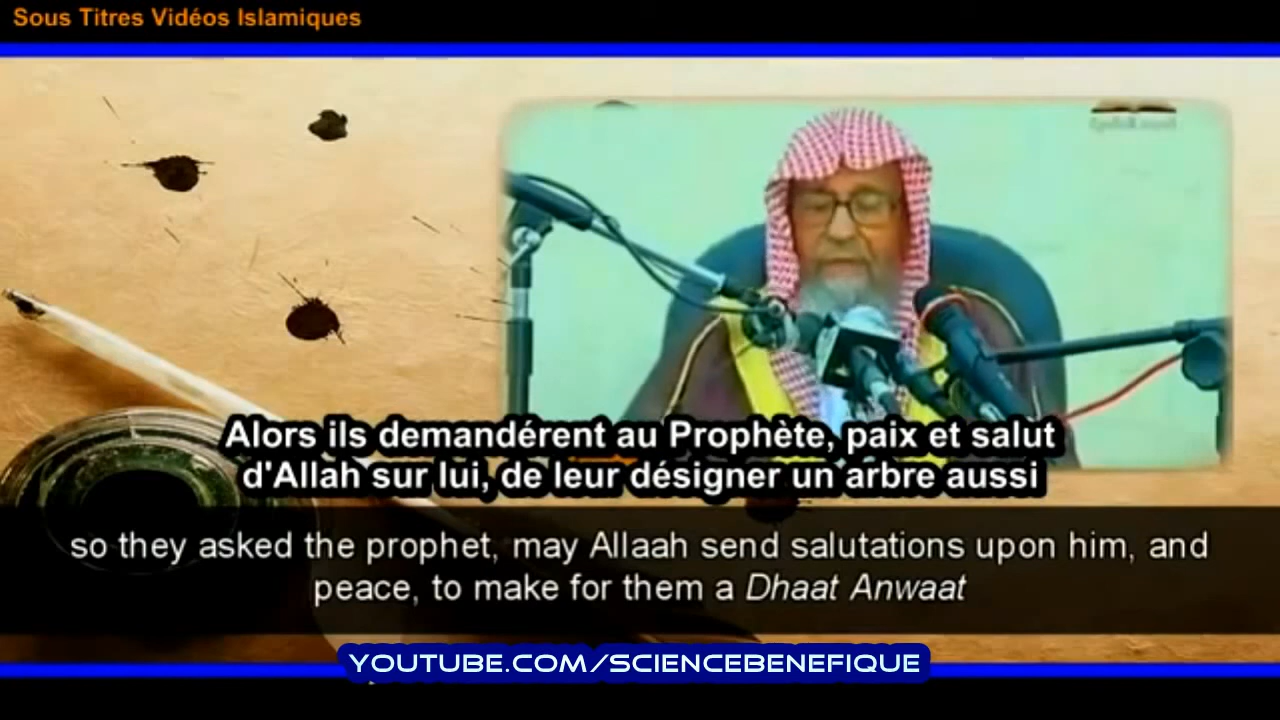 Sous Titres Vidéos Islamiques
Alors ils demandérent au Prophète, paix et salut
d'Allah sur lui, de leur désigner un arbre aussi
so they asked the prophet, may Allaah send salutations upon him, and
peace, to make for them a Dhaat Anwaat
YOUTUBE.COM/SCIENCEBENEFIQUE